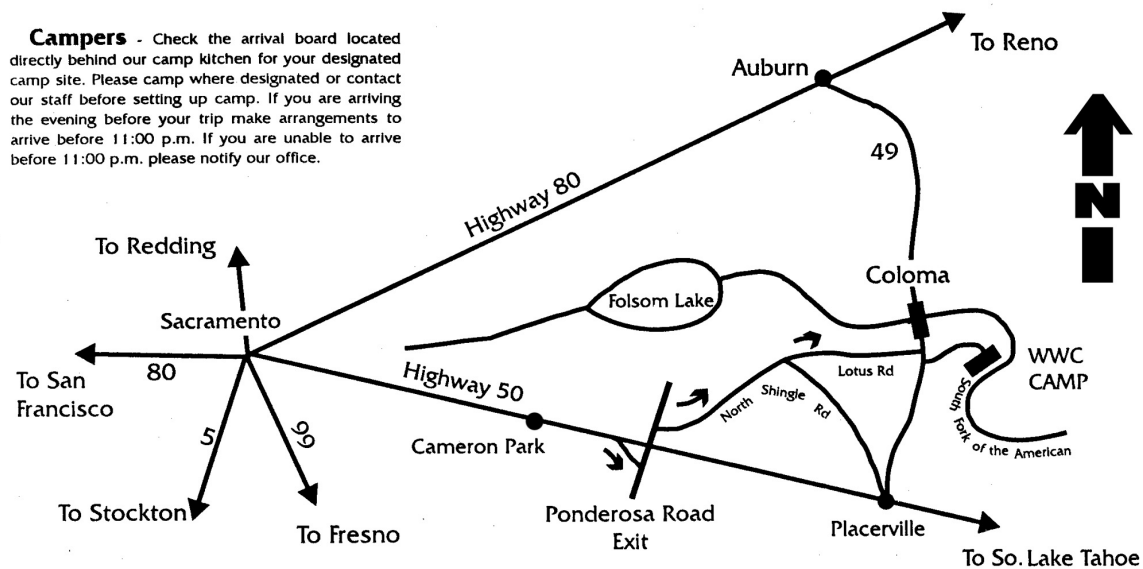 Campers - Check the arrival board located
directly behind our camp kitchen for your designated
camp site. Please camp where designated or contact
our staff before setting up camp. If you are arriving
the evening before your trip make arrangements to
arrive before 11:00 p.m. If you are unable to arrive
before 11:00 p.m. please notify our office.
To Reno
Auburn
49
N
Highway 80
To Redding
Coloma
Folsom Lake
Sacramento
80
To San
Francisco
Highway 50
Lotus Rd
WWC
CAMP
North Shingle Rd
South Fork of the American
5
99
Cameron Park
To Stockton
To Fresno
Ponderosa Road
Exit
Placerville
To So. Lake Tahoe